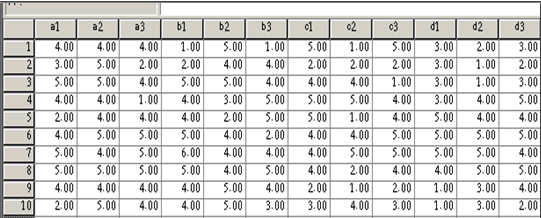 a1 a2 a3 b1 b2 b3 c1 c2 c3 d1 d2 d3
1 4.00 4.00 4.00 1.00 5.00 1.00 5.00 1.00 5.00 3.00 2.00 3.00
2 3.00 5.00 2.00 2.00 4.00 4.00 2.00 2.00 2.00 3.00 1.00 2.00
3 5.00 5.00 4.00 5.00 5.00 4.00 4.00 4.00 1.00 3.00 1.00 3.00
4 4.00 4.00 1.00 4.00 3.00 5.00 5.00 5.00 4.00 3.00 4.00 5.00
5 2.00 4.00 4.00 4.00 2.00 5.00 5.00 1.00 4.00 5.00 4.00 4.00
6 4.00 5.00 5.00 5.00 4.00 2.00 4.00 4.00 5.00 5.00 5.00 5.00
7 5.00 4.00 5.00 6.00 4.00 4.00 4.00 5.00 5.00 5.00 5.00 4.00
8 5.00 5.00 5.00 5.00 4.00 5.00 4.00 2.00 4.00 4.00 5.00 5.00
9 4.00 4.00 4.00 4.00 5.00 4.00 2.00 1.00 2.00 1.00 3.00 4.00
10 2.00 5.00 4.00 4.00 5.00 3.00 3.00 4.00 3.00 1.00 3.00 2.00